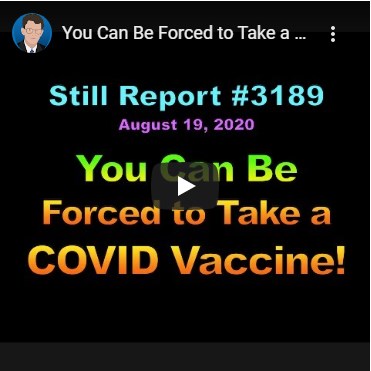 You Can Be Forced to Take a ...
Still Report #3189
August 19, 2020
You Can Be
Forced to Take a
COVID Vaccine!